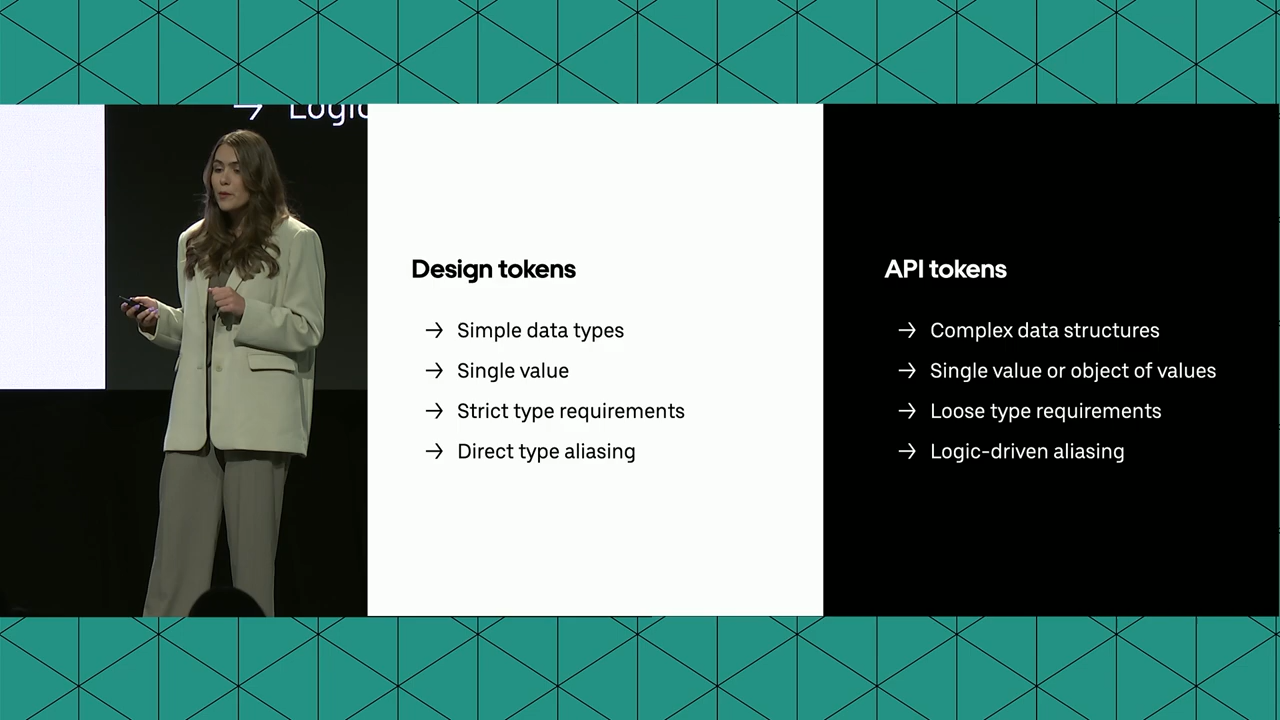 → Logic
Design tokens
→ Simple data types
→ Single value
→ Strict type requirements
→ Direct type aliasing
API tokens
→ Complex data structures
→ Single value or object of values
→ Loose type requirements
→ Logic-driven aliasing